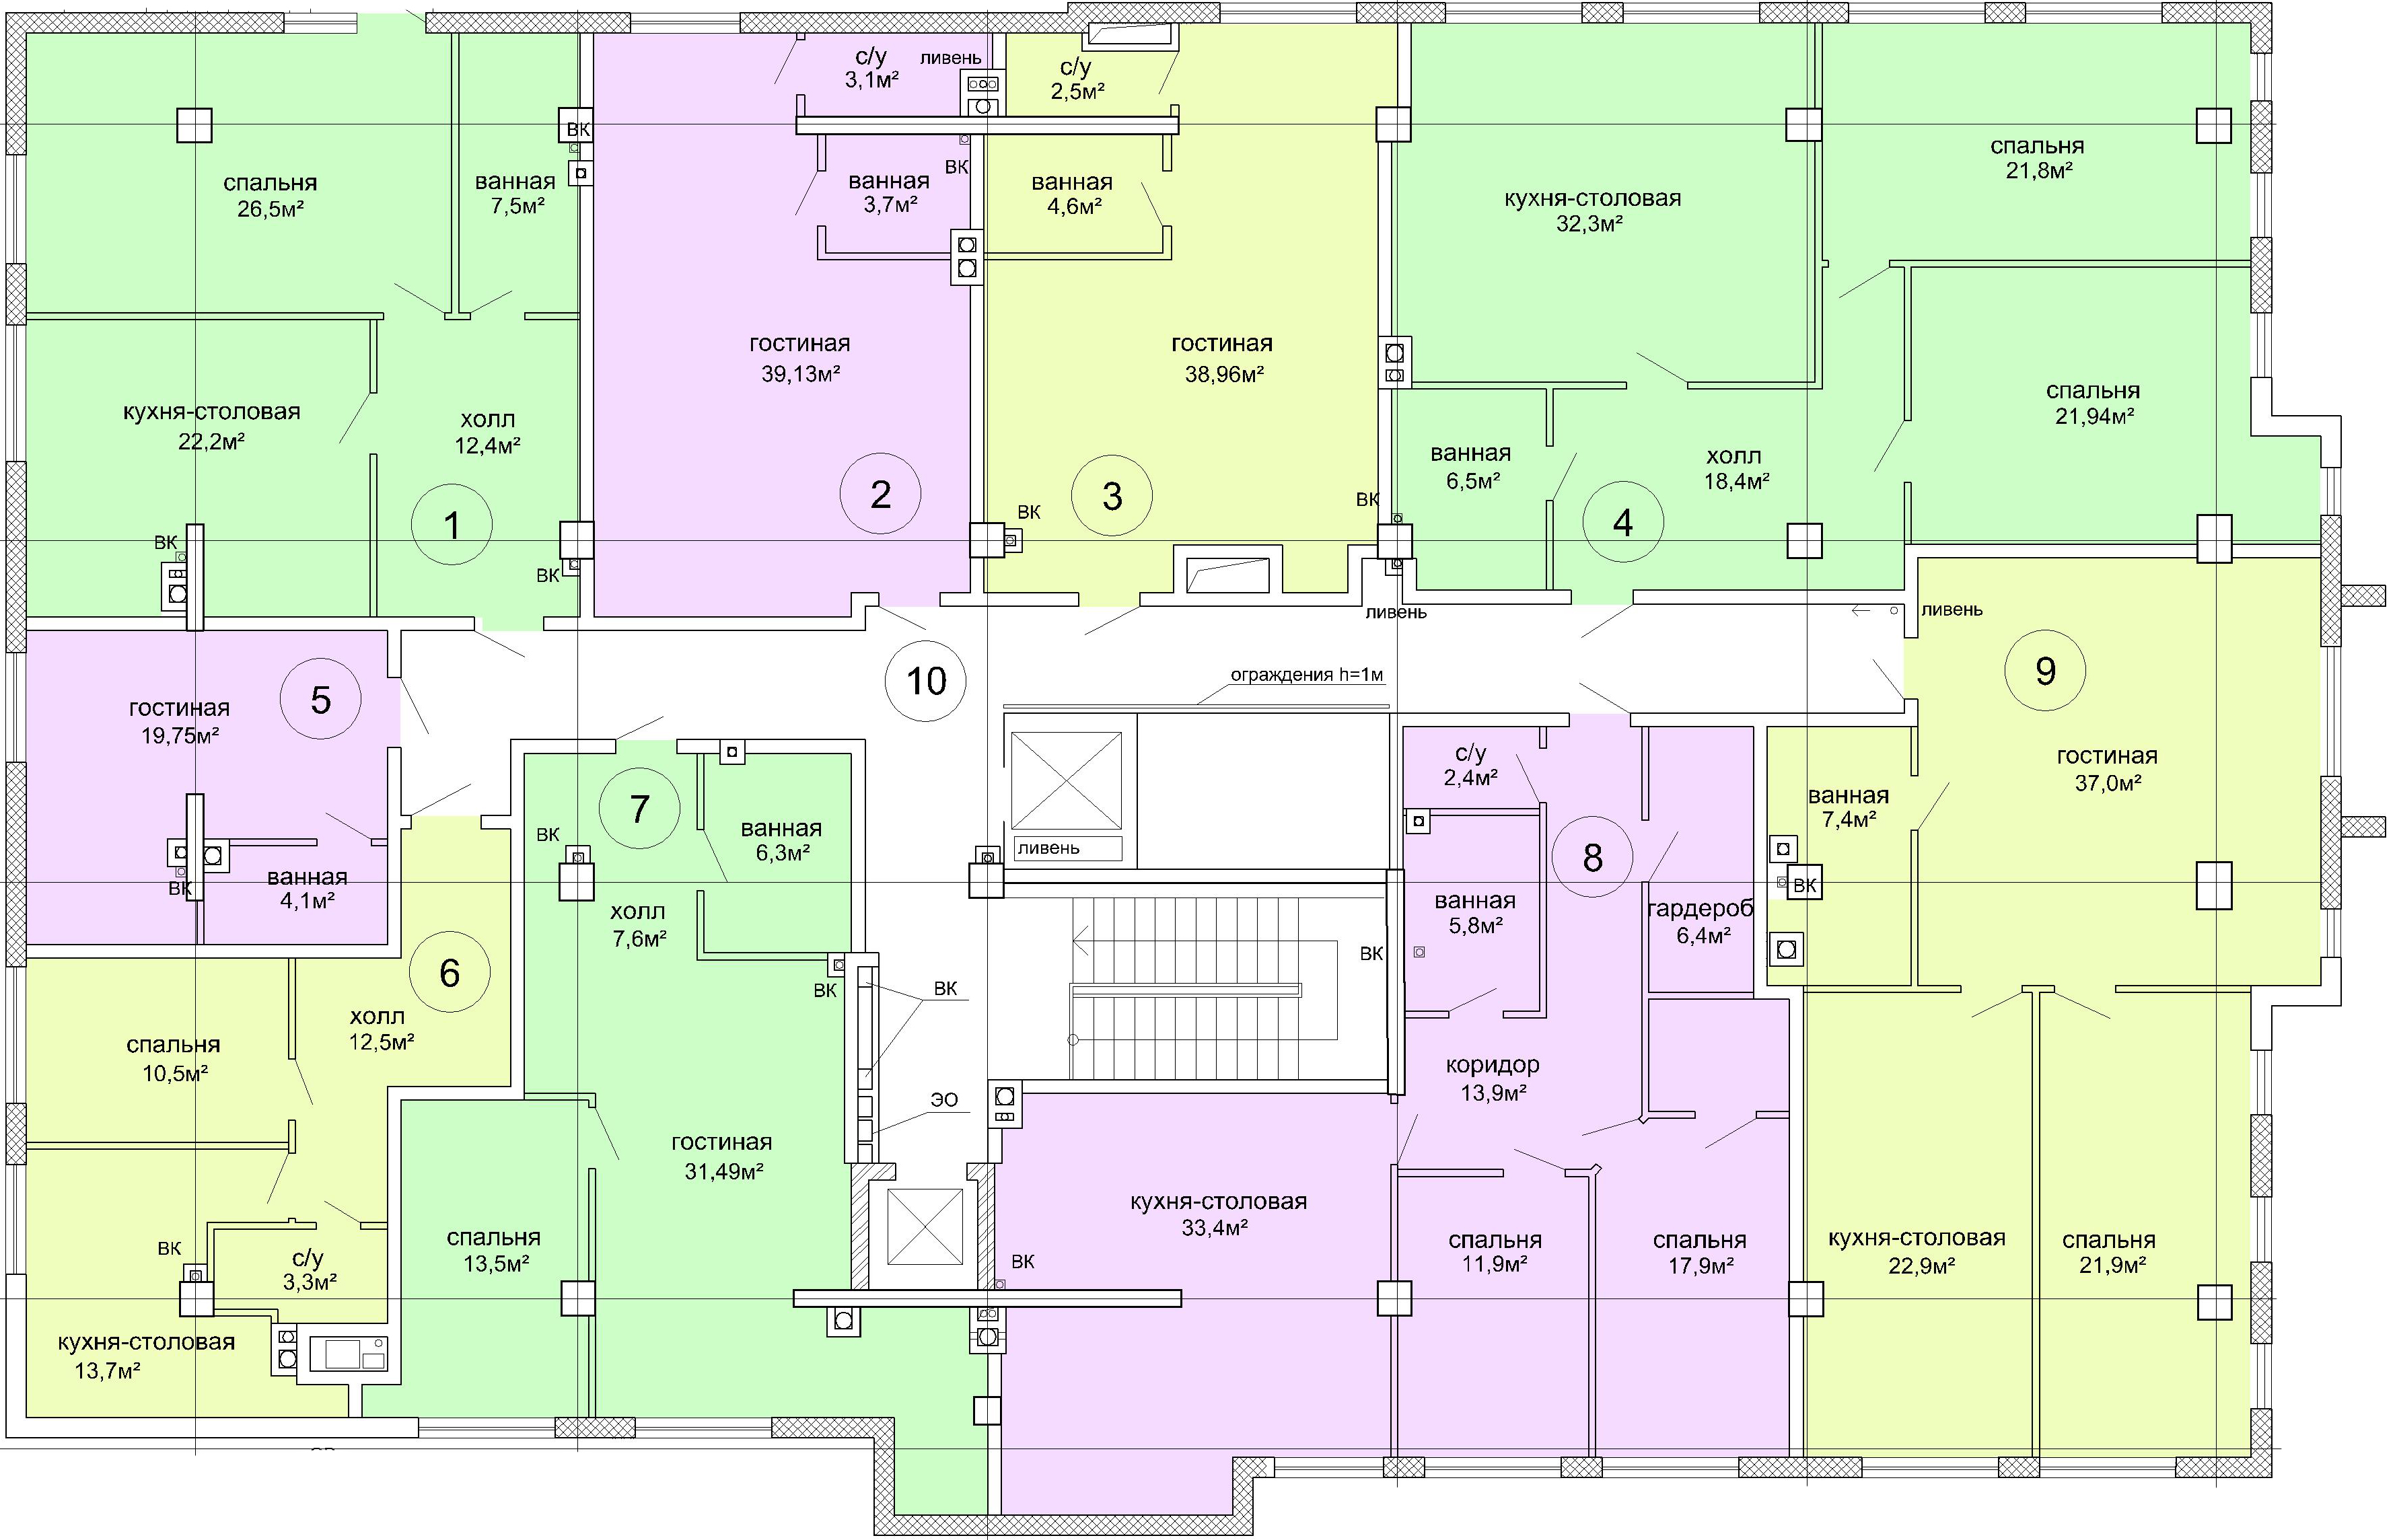 с/у
3,1м²
ливень
с/у
2,5м²
ВК
ВК
спальня
26,5м²
ванная
7,5м²
ванная
3,7м²
ванная
4,6м²
кухня-столовая
32,3м²
спальня
21,8м²
гостиная
39,13м²
гостиная
38,96м²
кухня-столовая
22,2м²
холл
12,4м²
спальня
21,94м²
ванная
6,5м²
холл
18,4м²
1
2
3
4
ВК
ВК
ВК
ВК
ливень
ливень
5
гостиная
19,75м²
10
ограждения h=1м
9
гостиная
37,0м²
с/у
2,4м²
7
ВК
ванная
6,3м²
ливень
8
ванная
7,4м²
ВК
ванная
4,1м²
ВК
холл
7,6м²
ванная
5,8м²
гардероб
6,4м²
ВК
6
ВК
ВК
холл
12,5м²
спальня
10,5м²
коридор
13,9м²
ЭО
гостиная
31,49м²
кухня-столовая
33,4м²
ВК
с/у
3,3м²
спальня
13,5м²
ВК
спальня
11,9м²
спальня
17,9м²
кухня-столовая
22,9м²
спальня
21,9м²
кухня-столовая
13,7м²